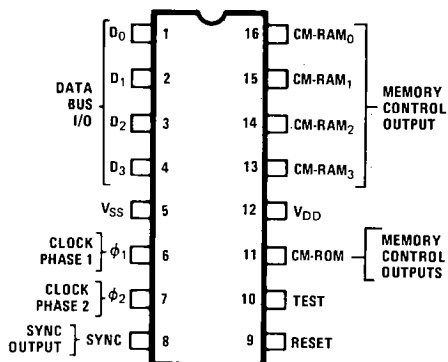 D0 1 16 CM-RAM0
D1 2 15 CM-RAM1
DATA BUS I/O
D2 3 14 CM-RAM2
MEMORY CONTROL OUTPUT
D3 4 13 CM-RAM3
VSS 5 12 VDD
CLOCK PHASE 1 ϕ1 6 11 CM-ROM
MEMORY CONTROL OUTPUTS
CLOCK PHASE 2 ϕ2 7 10 TEST
SYNC OUTPUT SYNC 8 9 RESET